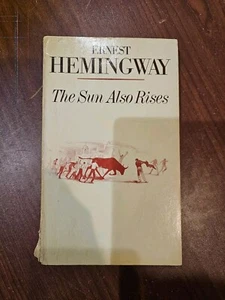 ERNEST
HEMINGWAY
The Sun Also Rises